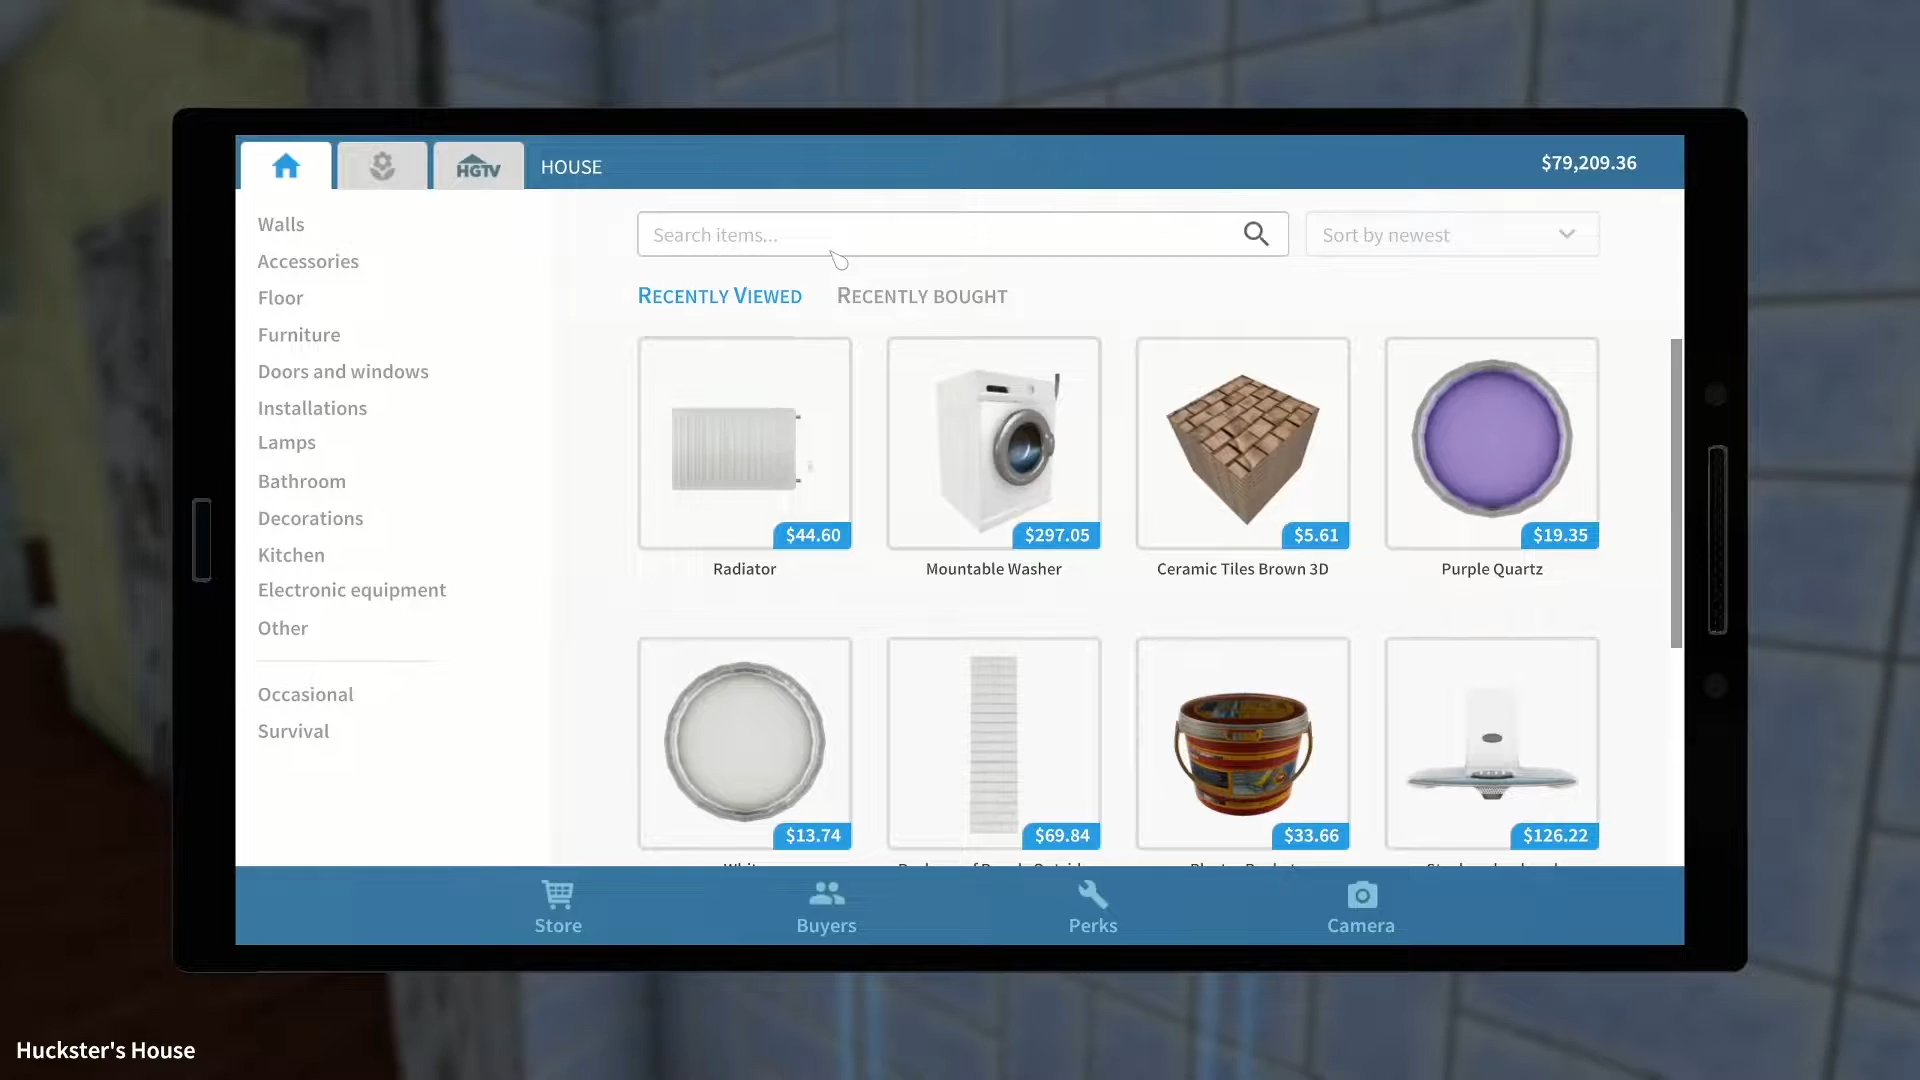 HGTV
HOUSE
$79,209.36
Walls
Accessories
Floor
Furniture
Doors and windows
Installations
Lamps
Bathroom
Decorations
Kitchen
Electronic equipment
Other
Occasional
Survival
Search items...
Sort by newest
RECENTLY VIEWED
RECENTLY BOUGHT
$44.60
$297.05
$5.61
$19.35
Radiator
Mountable Washer
Ceramic Tiles Brown 3D
Purple Quartz
$13.74
$69.84
$33.66
$126.22
Store
Buyers
Perks
Camera
Huckster's House